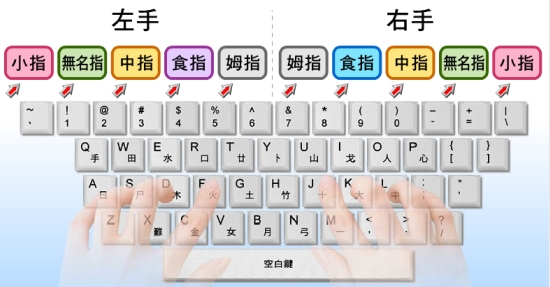 左手 右手
小指 無名指 中指 食指 姆指 姆指 食指 中指 無名指 小指
~ ! @ # $ % ^ & * ( ) – + |
、 1 2 3 4 5 6 7 8 9 0 - = \
Q W E R T Y U I O P { }
手 田 水 口 廿 卜 山 戈 人 心 [ ]
A S D F G H J K L : "
日 尸 木 火 土 竹 十 大 中 ; '
Z X C V B N M < > ?
難 金 女 月 弓 一 , . /
空白鍵